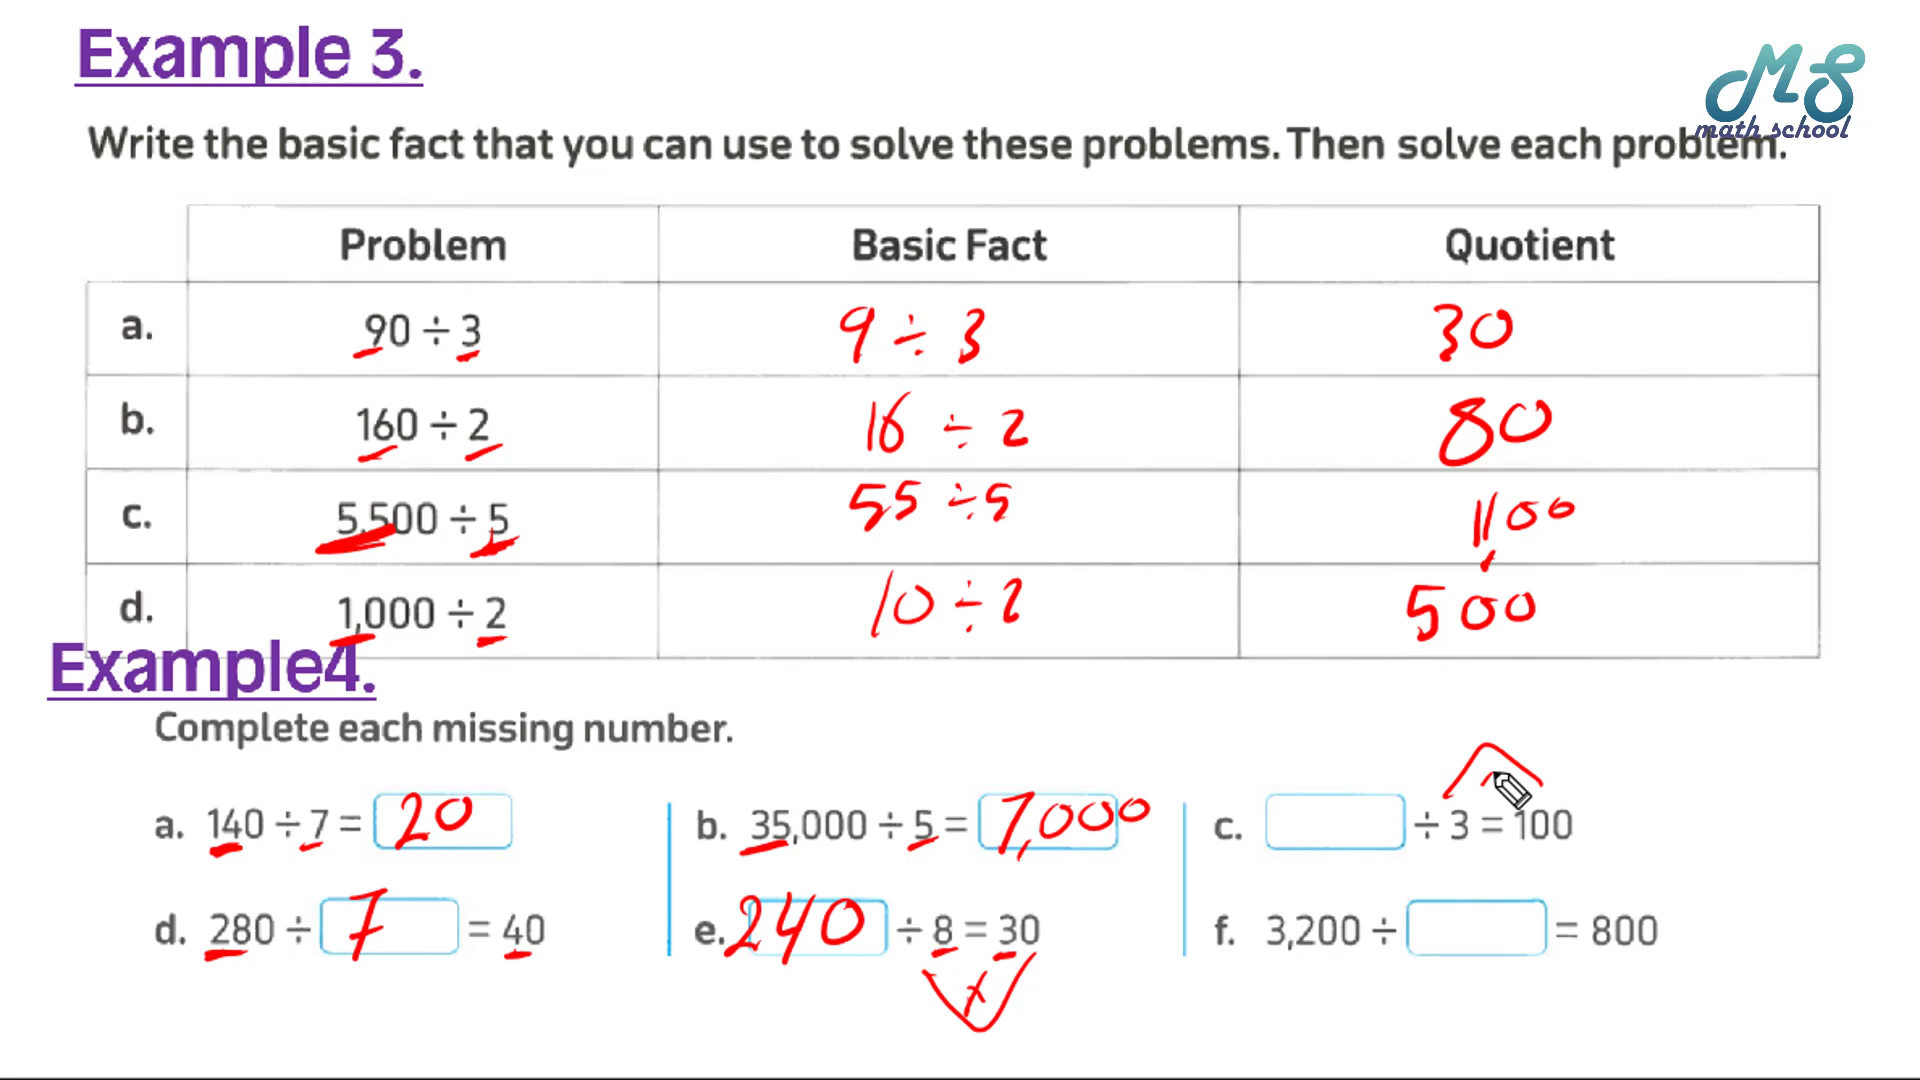 Example 3.
MS
math school
Write the basic fact that you can use to solve these problems. Then solve each problem.
Problem Basic Fact Quotient
a. 90 ÷ 3 9 ÷ 3 30
b. 160 ÷ 2 16 ÷ 2 80
c. 5,500 ÷ 5 55 ÷ 5 1100
d. 1,000 ÷ 2 10 ÷ 2 500
Example4.
Complete each missing number.
a. 140 ÷ 7 = 20 b. 35,000 ÷ 5 = 7,000 c. ÷ 3 = 100
d. 280 ÷ 7 = 40 e. 240 ÷ 8 = 30 f. 3,200 ÷ = 800
×